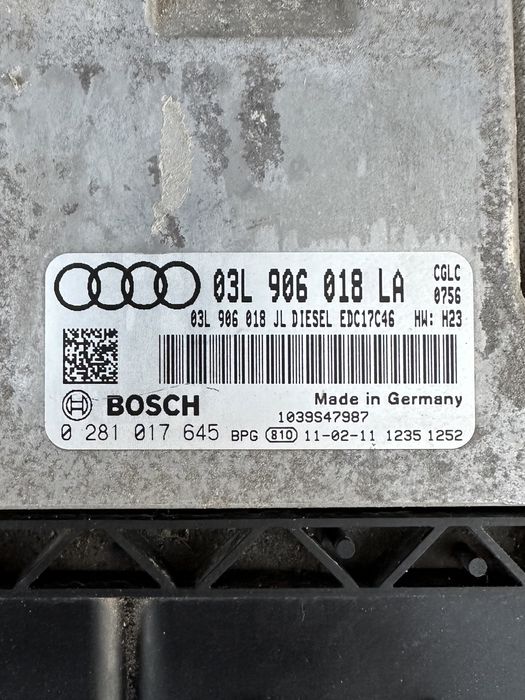 03L 906 018 LA CGLC 0756
03L 906 018 JL DIESEL EDC17C46 HW: H23
BOSCH Made in Germany
1039S47987
0 281 017 645 BPG 810 11-02-11 1235 1252